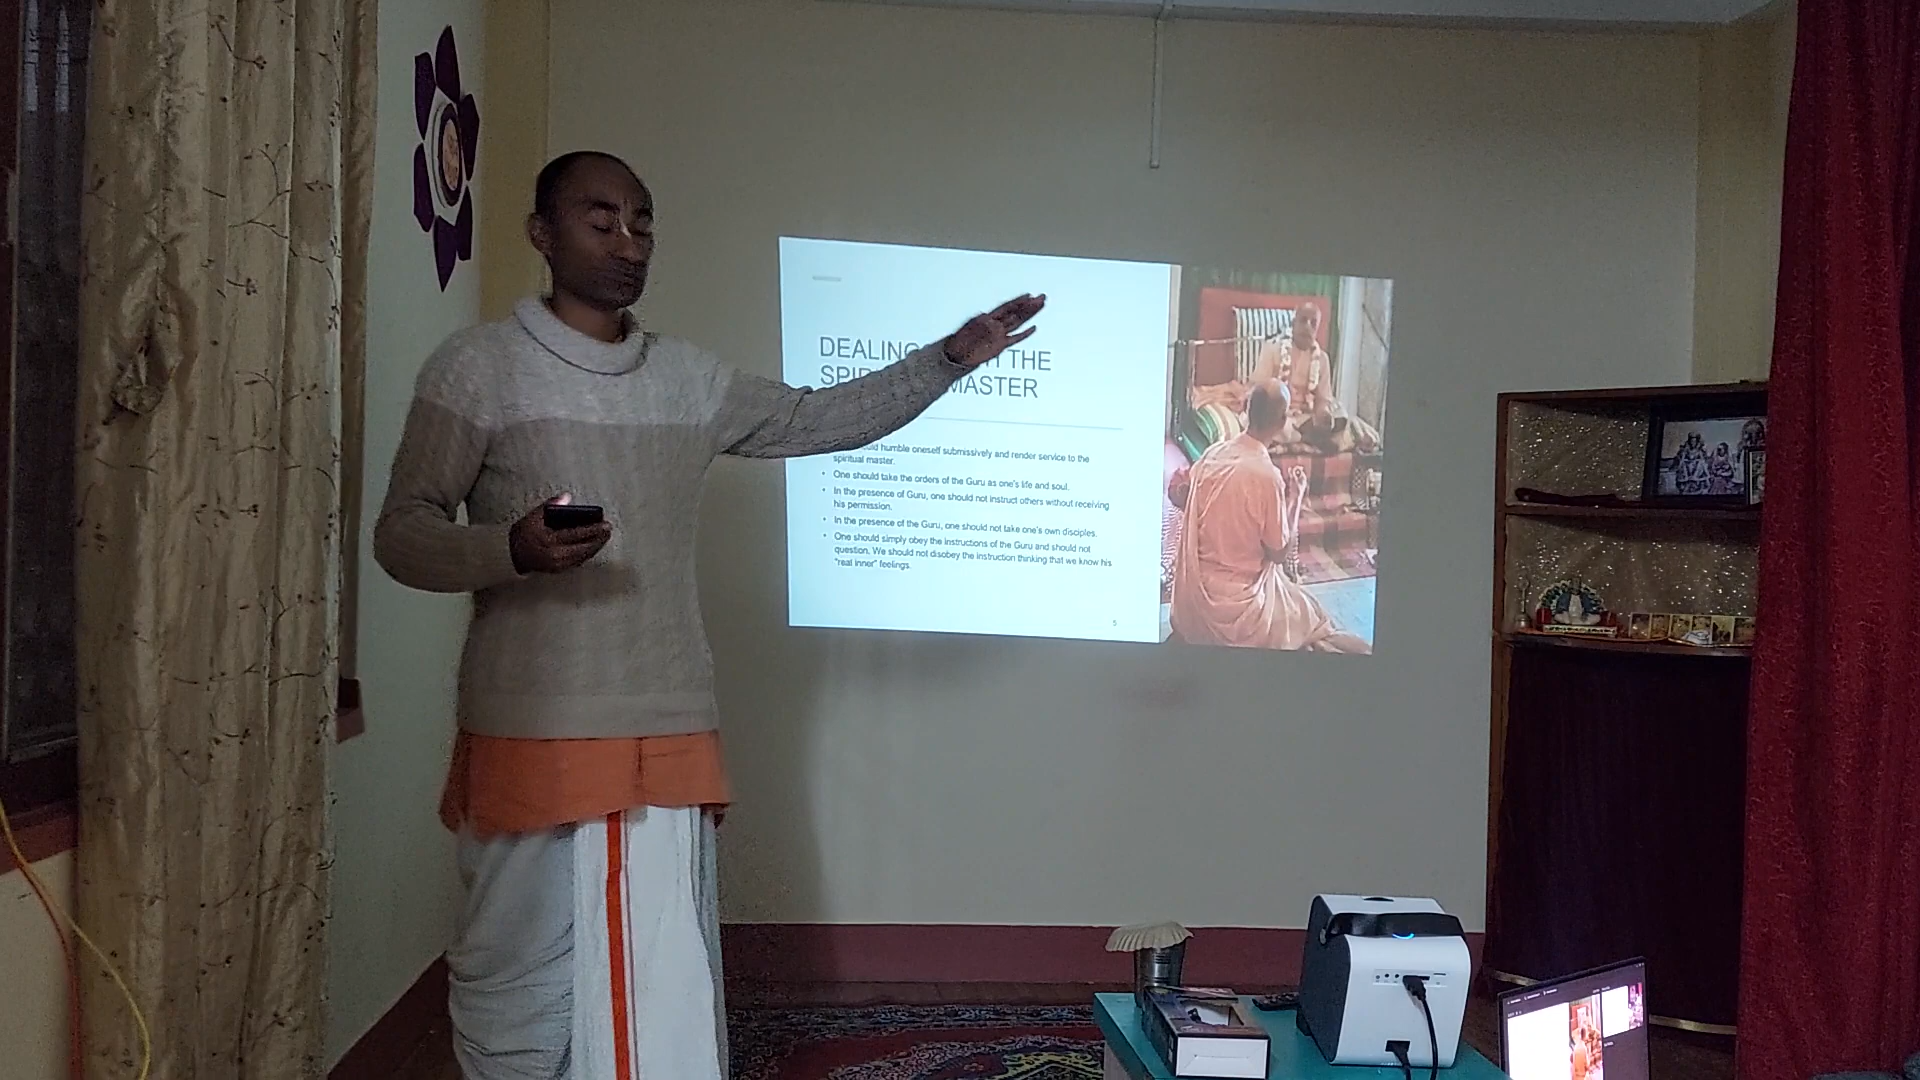 DEALING THE
MASTER
humble oneself submissively and render service to the
spiritual master.
• One should take the orders of the Guru as one's life and soul.
• In the presence of Guru, one should not instruct others without receiving
his permission.
• In the presence of the Guru, one should not take one's own disciples.
• One should simply obey the instructions of the Guru and should not
question. We should not disobey the instruction thinking that we know his
"real inner" feelings.
5